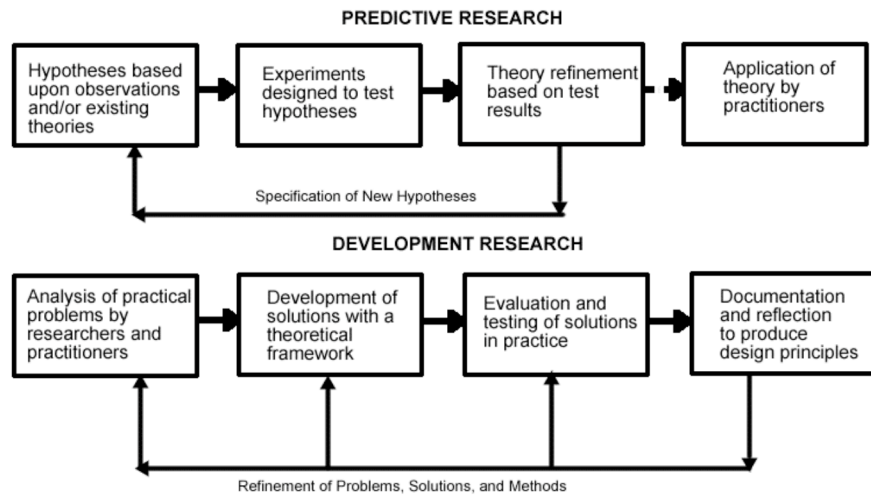 PREDICTIVE RESEARCH
Hypotheses based
upon observations
and/or existing
theories
Experiments
designed to test
hypotheses
Theory refinement
based on test
results
Application of
theory by
practitioners
Specification of New Hypotheses
DEVELOPMENT RESEARCH
Analysis of practical
problems by
researchers and
practitioners
Development of
solutions with a
theoretical
framework
Evaluation and
testing of solutions
in practice
Documentation
and reflection
to produce
design principles
Refinement of Problems, Solutions, and Methods